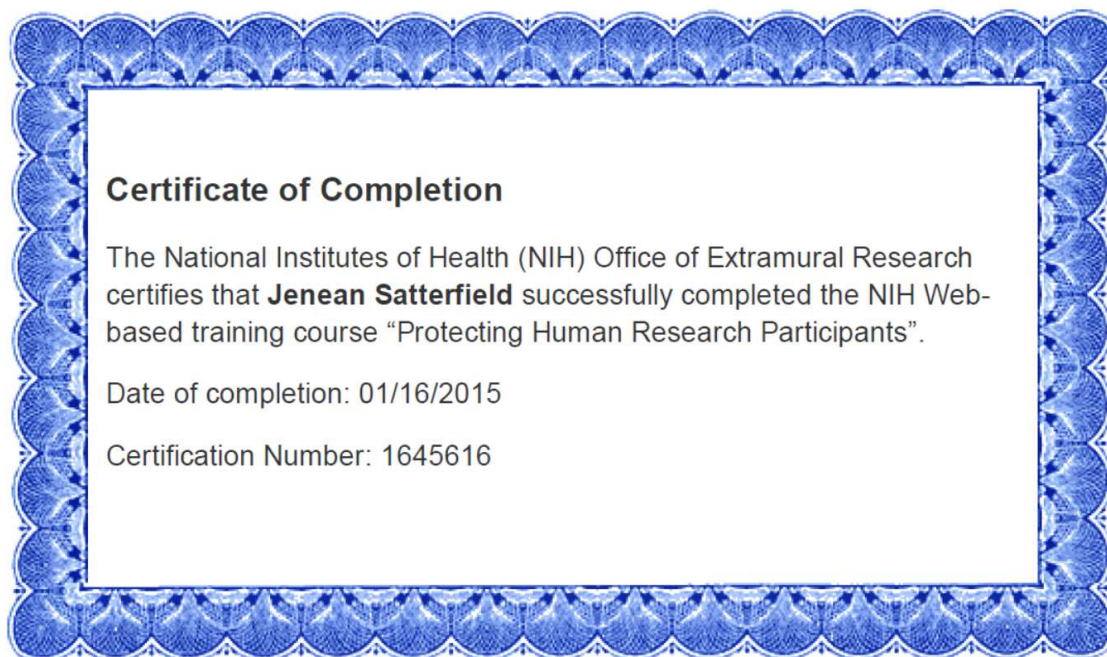 Certificate of Completion
The National Institutes of Health (NIH) Office of Extramural Research
certifies that Jenean Satterfield successfully completed the NIH Web-
based training course “Protecting Human Research Participants”.
Date of completion: 01/16/2015
Certification Number: 1645616